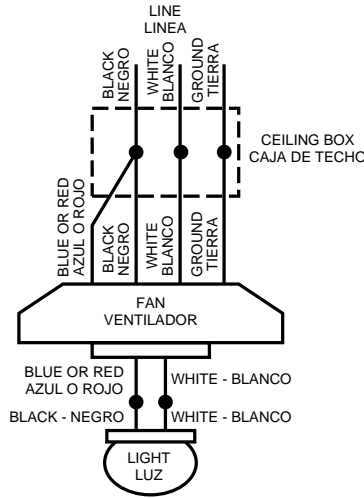 LINE
LINEA
BLACK
NEGRO
WHITE
BLANCO
GROUND
TIERRA
CEILING BOX
CAJA DE TECHO
BLUE OR RED
AZUL O ROJO
BLACK
NEGRO
WHITE
BLANCO
GROUND
TIERRA
FAN
VENTILADOR
BLUE OR RED
AZUL O ROJO
WHITE - BLANCO
BLACK - NEGRO
WHITE - BLANCO
LIGHT
LUZ